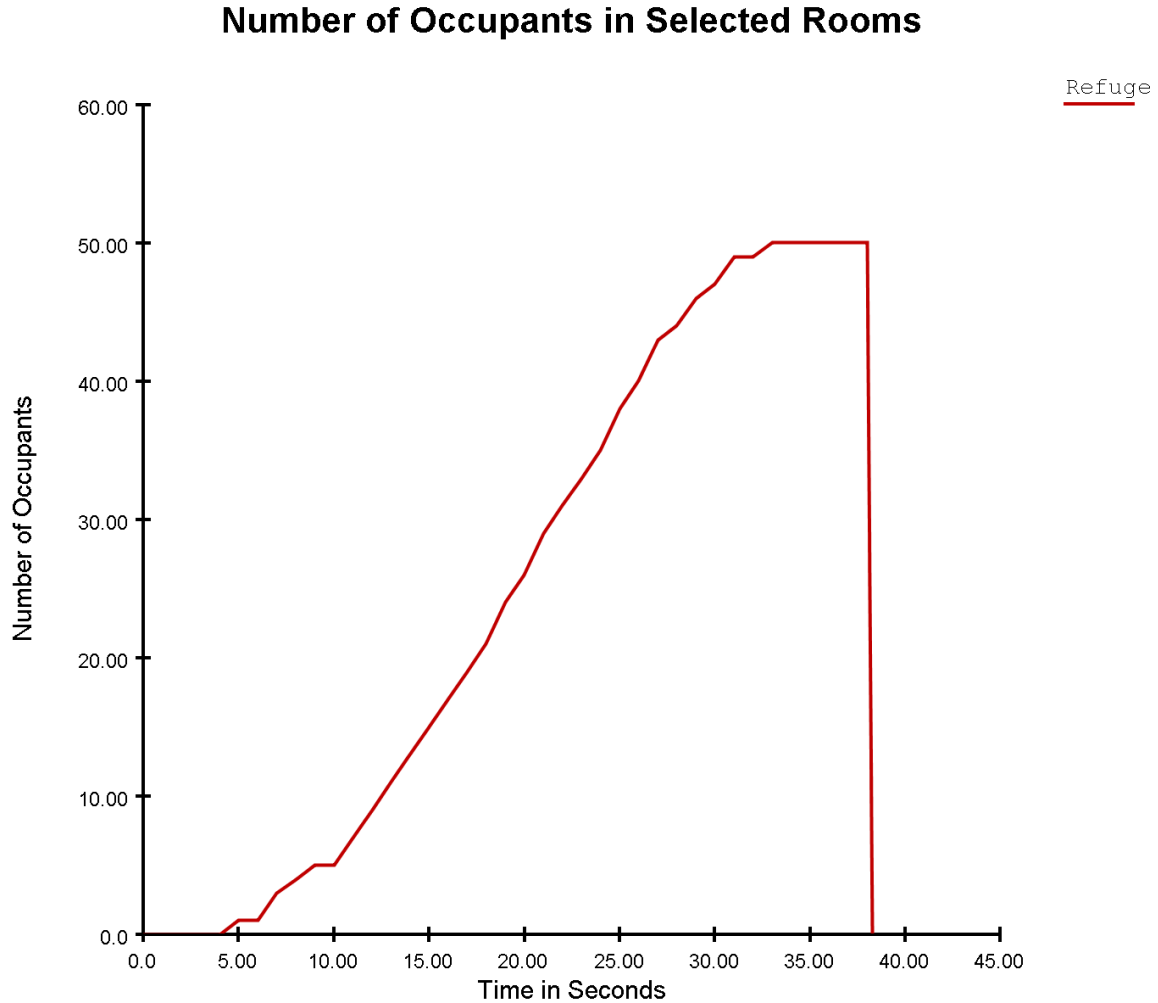 Number of Occupants in Selected Rooms
Refuge
60.00
50.00
40.00
30.00
20.00
10.00
0.0
Number of Occupants
0.0 5.00 10.00 15.00 20.00 25.00 30.00 35.00 40.00 45.00
Time in Seconds